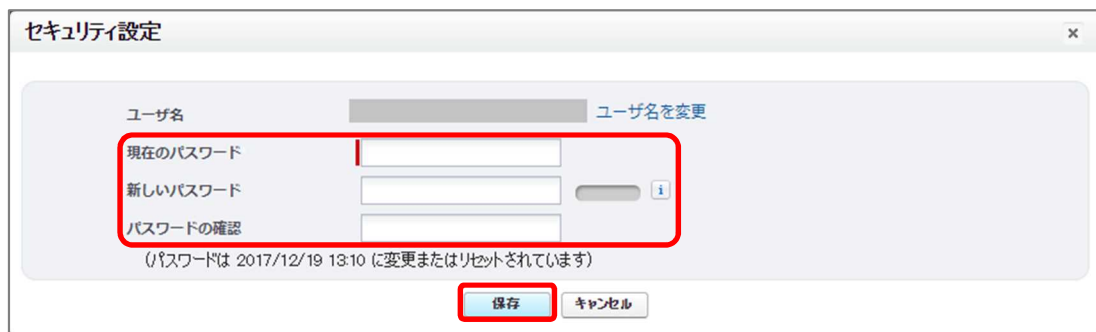 セキュリティ設定
ユーザ名 ユーザ名を変更
現在のパスワード
新しいパスワード i
パスワードの確認
(パスワードは 2017/12/19 13:10 に変更またはリセットされています)
保存 キャンセル